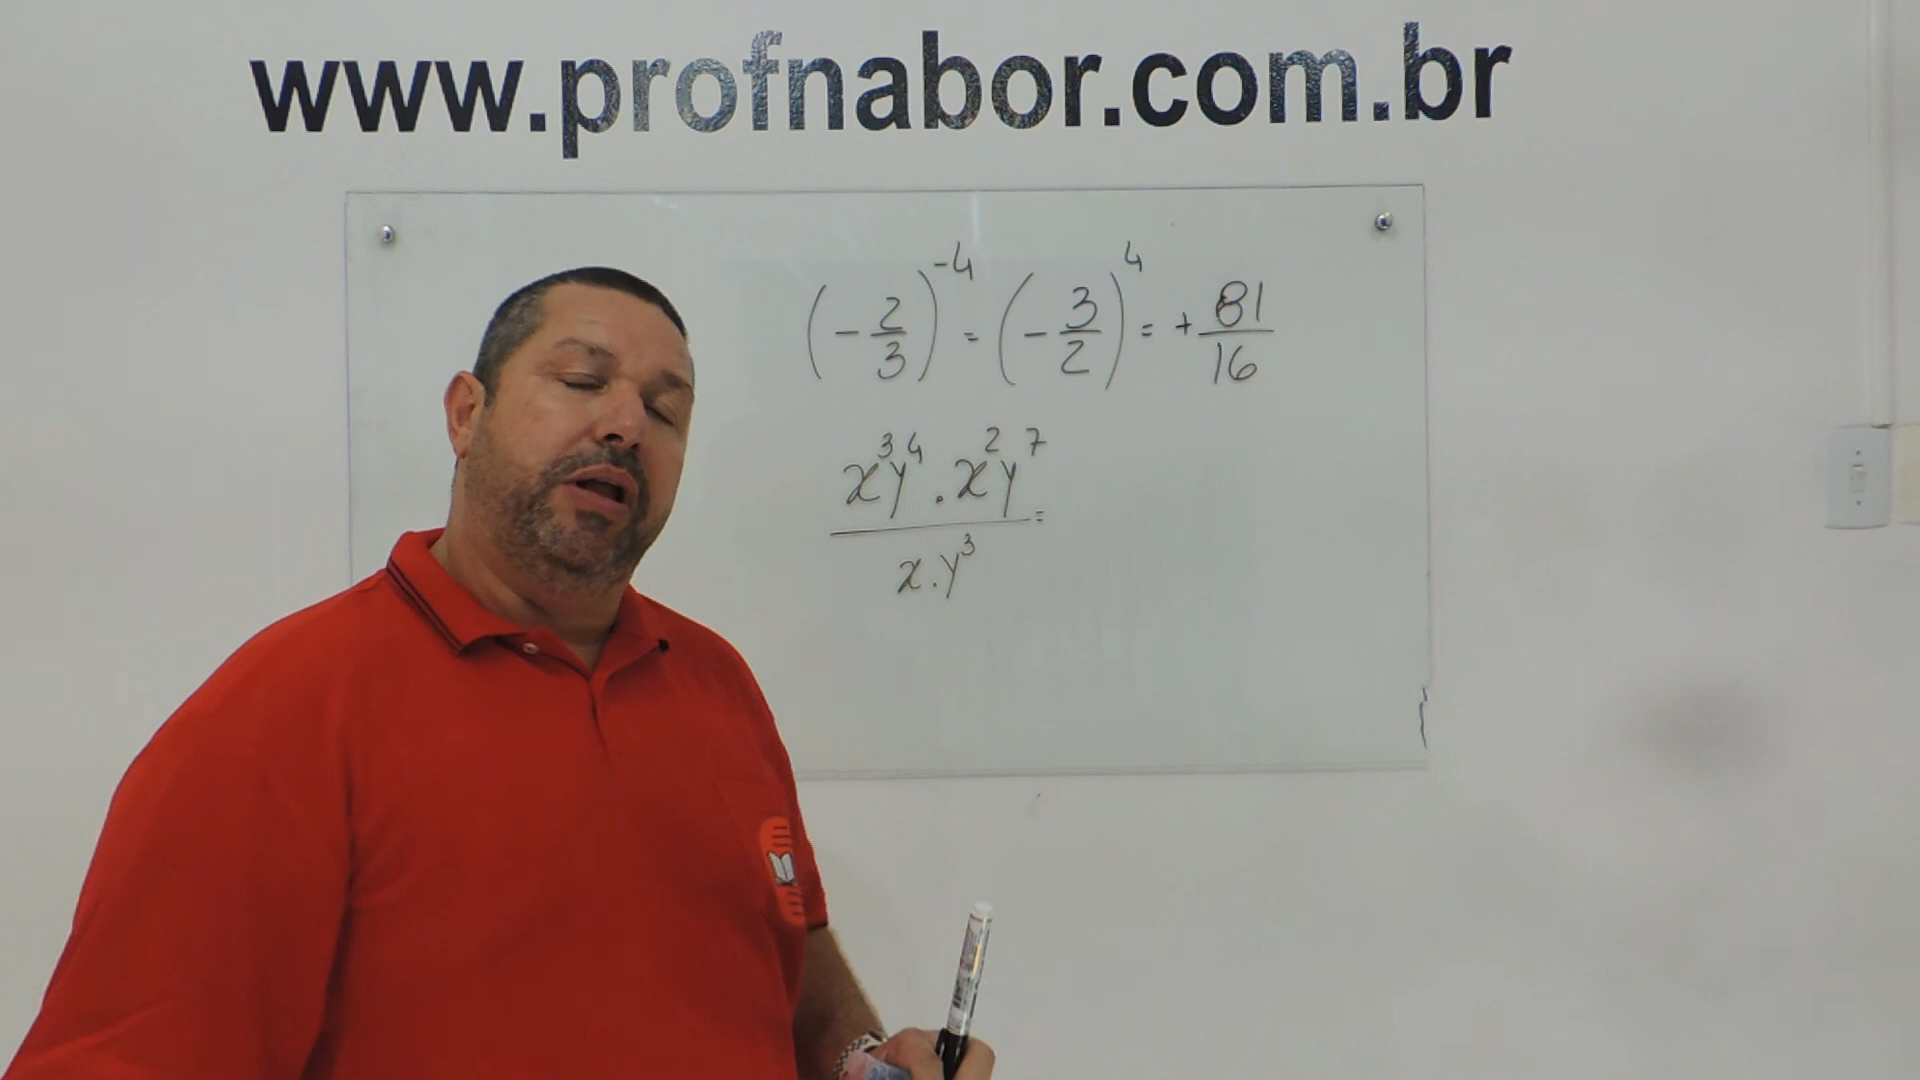 www.profnabor.com.br
(-2/3)^-4 = (-3/2)^4 = +81/16
x^3y^4 . x^2y^7 / x.y^3 =